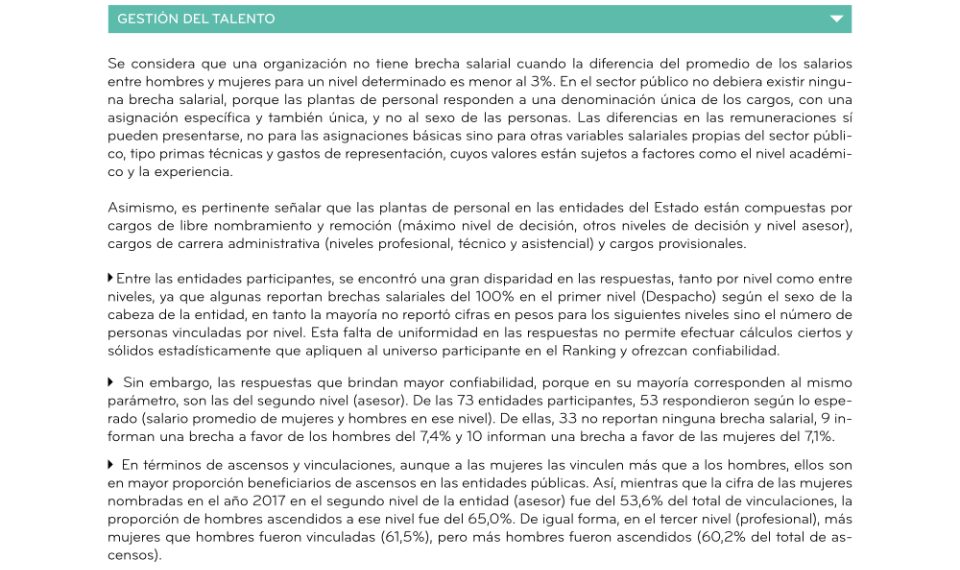 GESTIÓN DEL TALENTO
Se considera que una organización no tiene brecha salarial cuando la diferencia del promedio de los salarios
entre hombres y mujeres para un nivel determinado es menor al 3%. En el sector público no debiera existir ningu-
na brecha salarial, porque las plantas de personal responden a una denominación única de los cargos, con una
asignación específica y también única, y no al sexo de las personas. Las diferencias en las remuneraciones sí
pueden presentarse, no para las asignaciones básicas sino para otras variables salariales propias del sector públi-
co, tipo primas técnicas y gastos de representación, cuyos valores están sujetos a factores como el nivel académi-
co y la experiencia.
Asimismo, es pertinente señalar que las plantas de personal en las entidades del Estado están compuestas por
cargos de libre nombramiento y remoción (máximo nivel de decisión, otros niveles de decisión y nivel asesor),
cargos de carrera administrativa (niveles profesional, técnico y asistencial) y cargos provisionales.
Entre las entidades participantes, se encontró una gran disparidad en las respuestas, tanto por nivel como entre
niveles, ya que algunas reportan brechas salariales del 100% en el primer nivel (Despacho) según el sexo de la
cabeza de la entidad, en tanto la mayoría no reportó cifras en pesos para los siguientes niveles sino el número de
personas vinculadas por nivel. Esta falta de uniformidad en las respuestas no permite efectuar cálculos ciertos y
sólidos estadísticamente que apliquen al universo participante en el Ranking y ofrezcan confiabilidad.
Sin embargo, las respuestas que brindan mayor confiabilidad, porque en su mayoría corresponden al mismo
parámetro, son las del segundo nivel (asesor). De las 73 entidades participantes, 53 respondieron según lo espe-
rado (salario promedio de mujeres y hombres en ese nivel). De ellas, 33 no reportan ninguna brecha salarial, 9 in-
forman una brecha a favor de los hombres del 7,4% y 10 informan una brecha a favor de las mujeres del 7,1%.
En términos de ascensos y vinculaciones, aunque a las mujeres las vinculen más que a los hombres, ellos son
en mayor proporción beneficiarios de ascensos en las entidades públicas. Así, mientras que la cifra de las mujeres
nombradas en el año 2017 en el segundo nivel de la entidad (asesor) fue del 53,6% del total de vinculaciones, la
proporción de hombres ascendidos a ese nivel fue del 65,0%. De igual forma, en el tercer nivel (profesional), más
mujeres que hombres fueron vinculadas (61,5%), pero más hombres fueron ascendidos (60,2% del total de as-
censos).